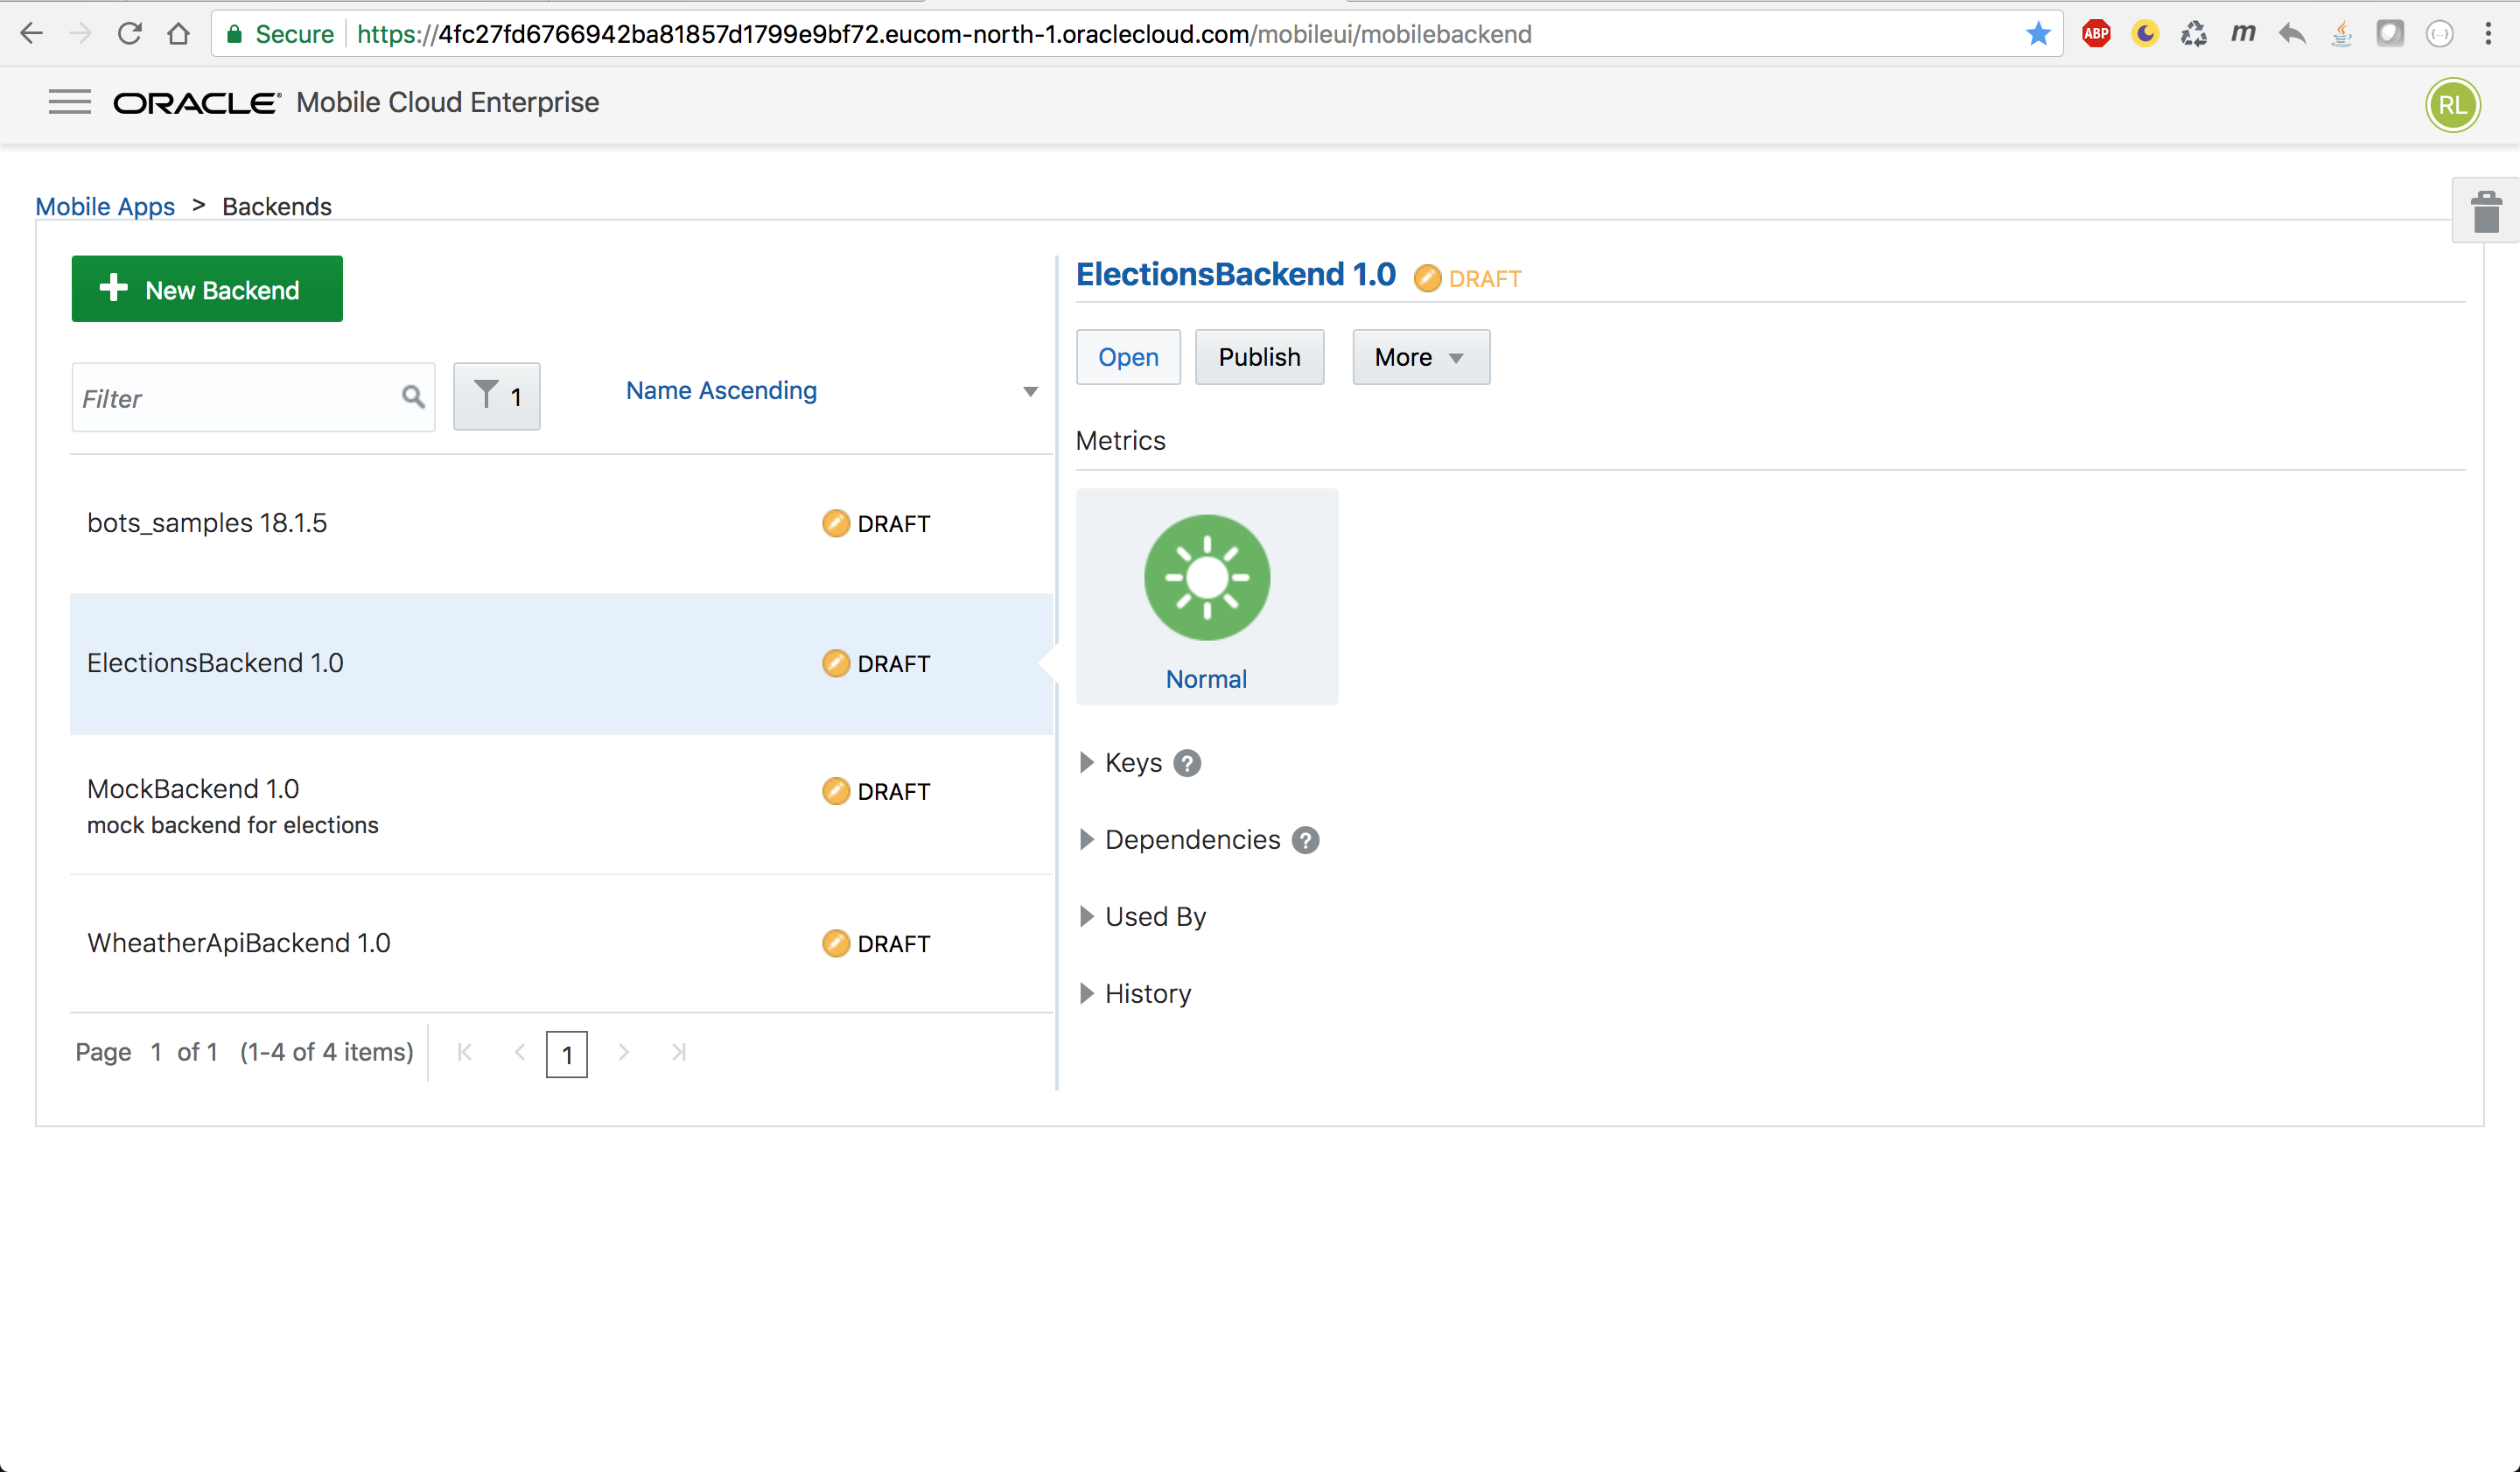 Secure https://4fc27fd6766942ba81857d1799e9bf72.eucom-north-1.oraclecloud.com/mobileui/mobilebackend
ABP
m
{...}
ORACLE® Mobile Cloud Enterprise
RL
Mobile Apps > Backends
New Backend
Filter
1
Name Ascending
bots_samples 18.1.5
DRAFT
ElectionsBackend 1.0
DRAFT
MockBackend 1.0
DRAFT
mock backend for elections
WheatherApiBackend 1.0
DRAFT
Page 1 of 1 (1-4 of 4 items)
1
ElectionsBackend 1.0 DRAFT
Open Publish More
Metrics
Normal
Keys ?
Dependencies ?
Used By
History